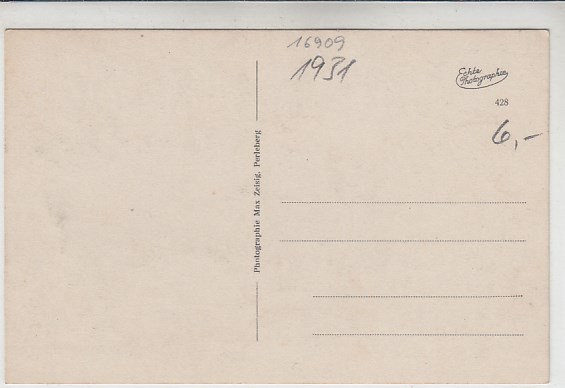 16909
1931
Echte
Photographie
428
6,-
Photographie Max Zeisig, Perleberg